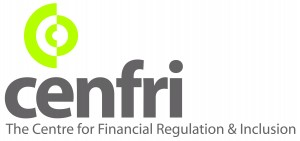 cenfri
The Centre for Financial Regulation & Inclusion